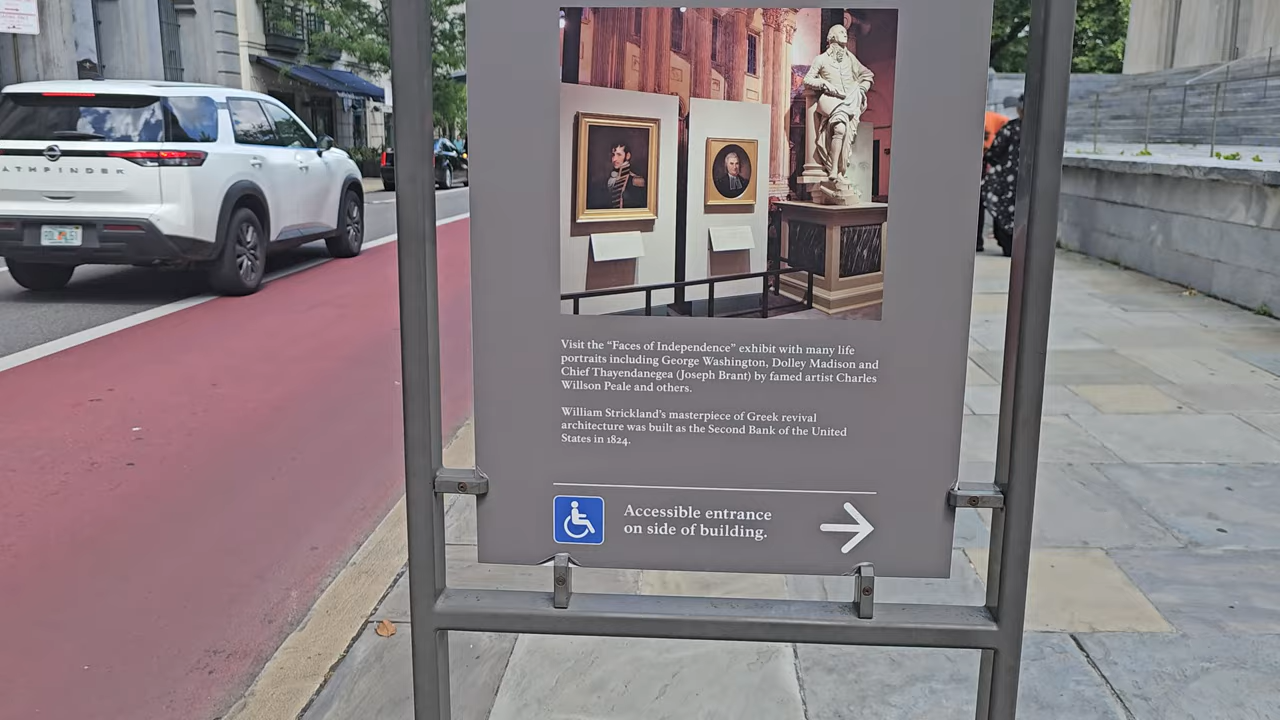 PATHFINDER
Visit the “Faces of Independence” exhibit with many life
portraits including George Washington, Dolley Madison and
Chief Thayendanegea (Joseph Brant) by famed artist Charles
Willson Peale and others.
William Strickland’s masterpiece of Greek revival
architecture was built as the Second Bank of the United
States in 1824.
Accessible entrance
on side of building.